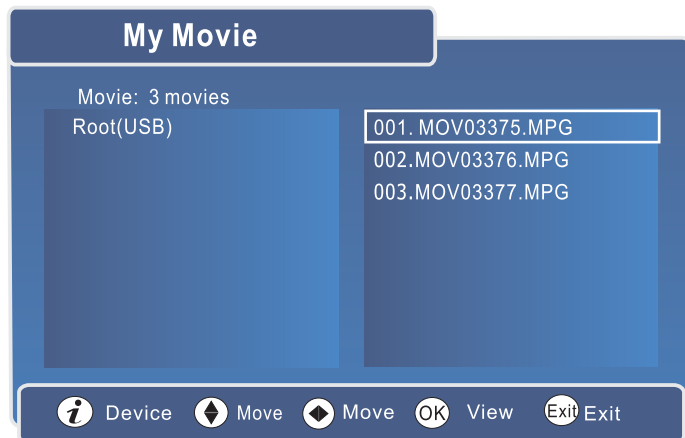 My Movie
Movie: 3 movies
Root(USB)
001. MOV03375.MPG
002.MOV03376.MPG
003.MOV03377.MPG
i Device Move Move OK View Exit Exit